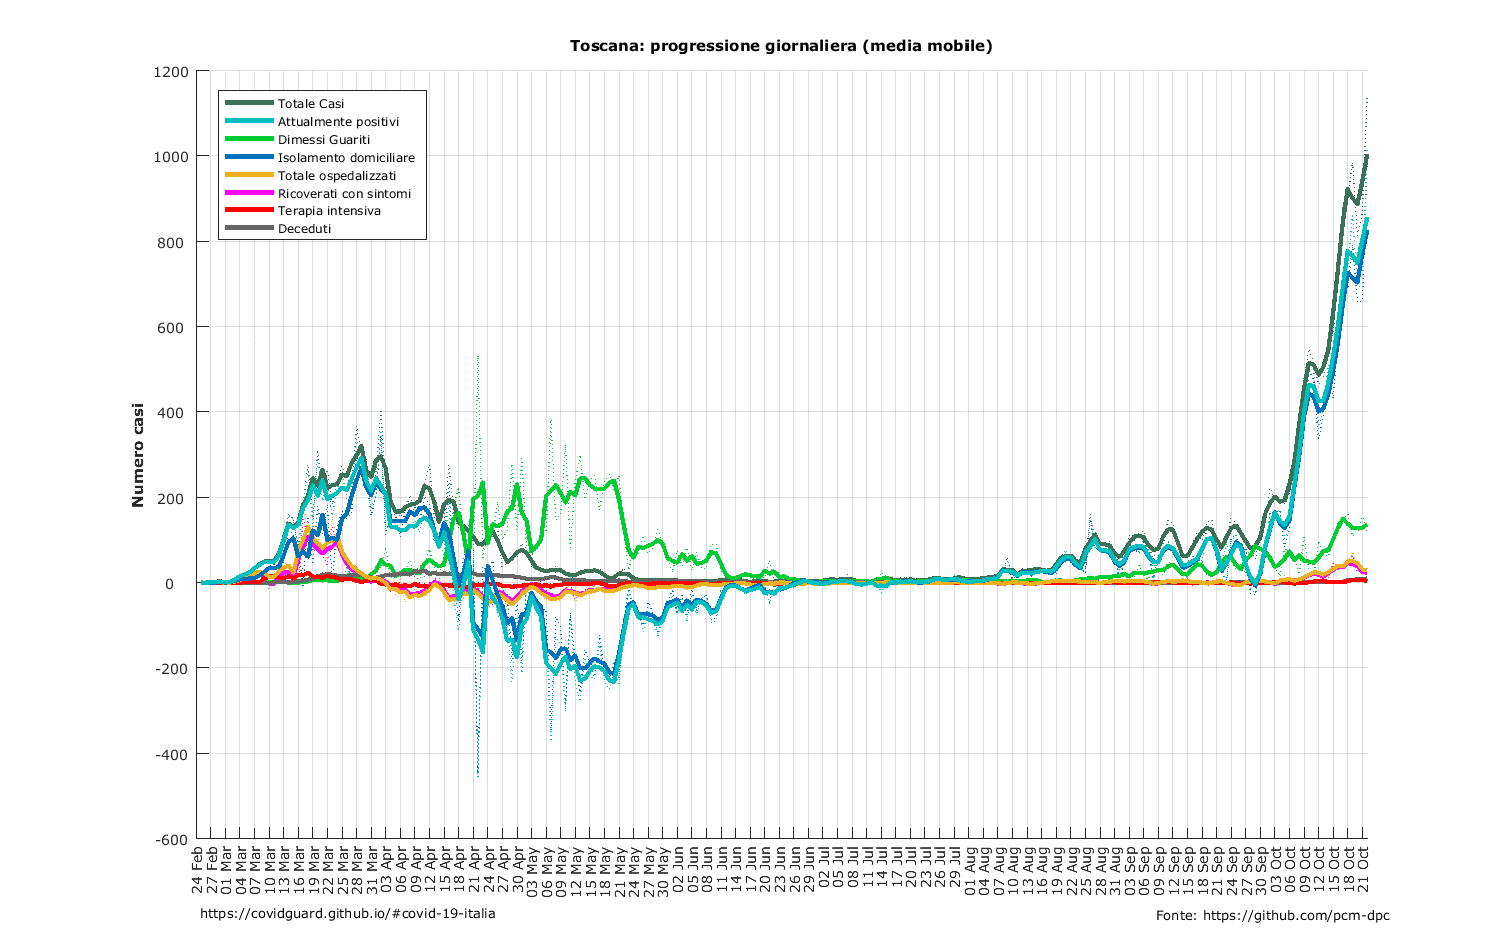 Toscana: progressione giornaliera (media mobile)
1200
1000
800
600
400
200
0
-200
-400
-600
Numero casi
Totale Casi
Attualmente positivi
Dimessi Guariti
Isolamento domiciliare
Totale ospedalizzati
Ricoverati con sintomi
Terapia intensiva
Deceduti
24 Feb
27 Feb
01 Mar
04 Mar
07 Mar
10 Mar
13 Mar
16 Mar
19 Mar
22 Mar
25 Mar
28 Mar
31 Mar
03 Apr
06 Apr
09 Apr
12 Apr
15 Apr
18 Apr
21 Apr
24 Apr
27 Apr
30 Apr
03 May
06 May
09 May
12 May
15 May
18 May
21 May
24 May
27 May
30 May
02 Jun
05 Jun
08 Jun
11 Jun
14 Jun
17 Jun
20 Jun
23 Jun
26 Jun
29 Jun
02 Jul
05 Jul
08 Jul
11 Jul
14 Jul
17 Jul
20 Jul
23 Jul
26 Jul
29 Jul
01 Aug
04 Aug
07 Aug
10 Aug
13 Aug
16 Aug
19 Aug
22 Aug
25 Aug
28 Aug
31 Aug
03 Sep
06 Sep
09 Sep
12 Sep
15 Sep
18 Sep
21 Sep
24 Sep
27 Sep
30 Sep
03 Oct
06 Oct
09 Oct
12 Oct
15 Oct
18 Oct
21 Oct
https://covidguard.github.io/#covid-19-italia
Fonte: https://github.com/pcm-dpc